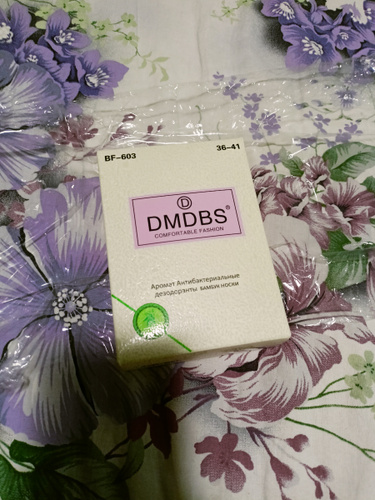 BF-603 36-41
D
DMDBS®
COMFORTABLE FASHION
Аромат Антибактериальные
дезодоранты БАМБУК НОСКИ